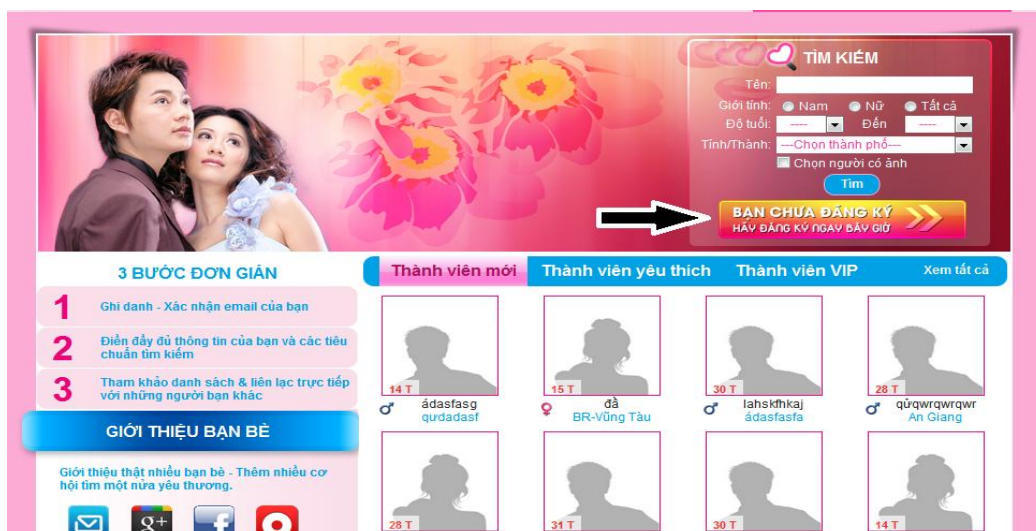 TÌM KIẾM
Tên:
Giới tính: Nam Nữ Tất cả
Độ tuổi: ---- Đến ----
Tỉnh/Thành: ---Chọn thành phố---
Chọn người có ảnh
Tìm
BẠN CHƯA ĐĂNG KÝ
HÃY ĐĂNG KÝ NGAY BÂY GIỜ
3 BƯỚC ĐƠN GIẢN
1 Ghi danh - Xác nhận email của bạn
2 Điền đầy đủ thông tin của bạn và các tiêu
chuẩn tìm kiếm
3 Tham khảo danh sách & liên lạc trực tiếp
với những người bạn khác
GIỚI THIỆU BẠN BÈ
Giới thiệu thật nhiều bạn bè - Thêm nhiều cơ
hội tìm một nửa yêu thương.
g+ f
Thành viên mới Thành viên yêu thích Thành viên VIP Xem tất cả
14 T 15 T 30 T 28 T
ádasfasg đầ lahskfhkaj qửqwrqwrqwr
qưdadasf BR-Vũng Tàu ádasfasfa An Giang
28 T 31 T 30 T 14 T